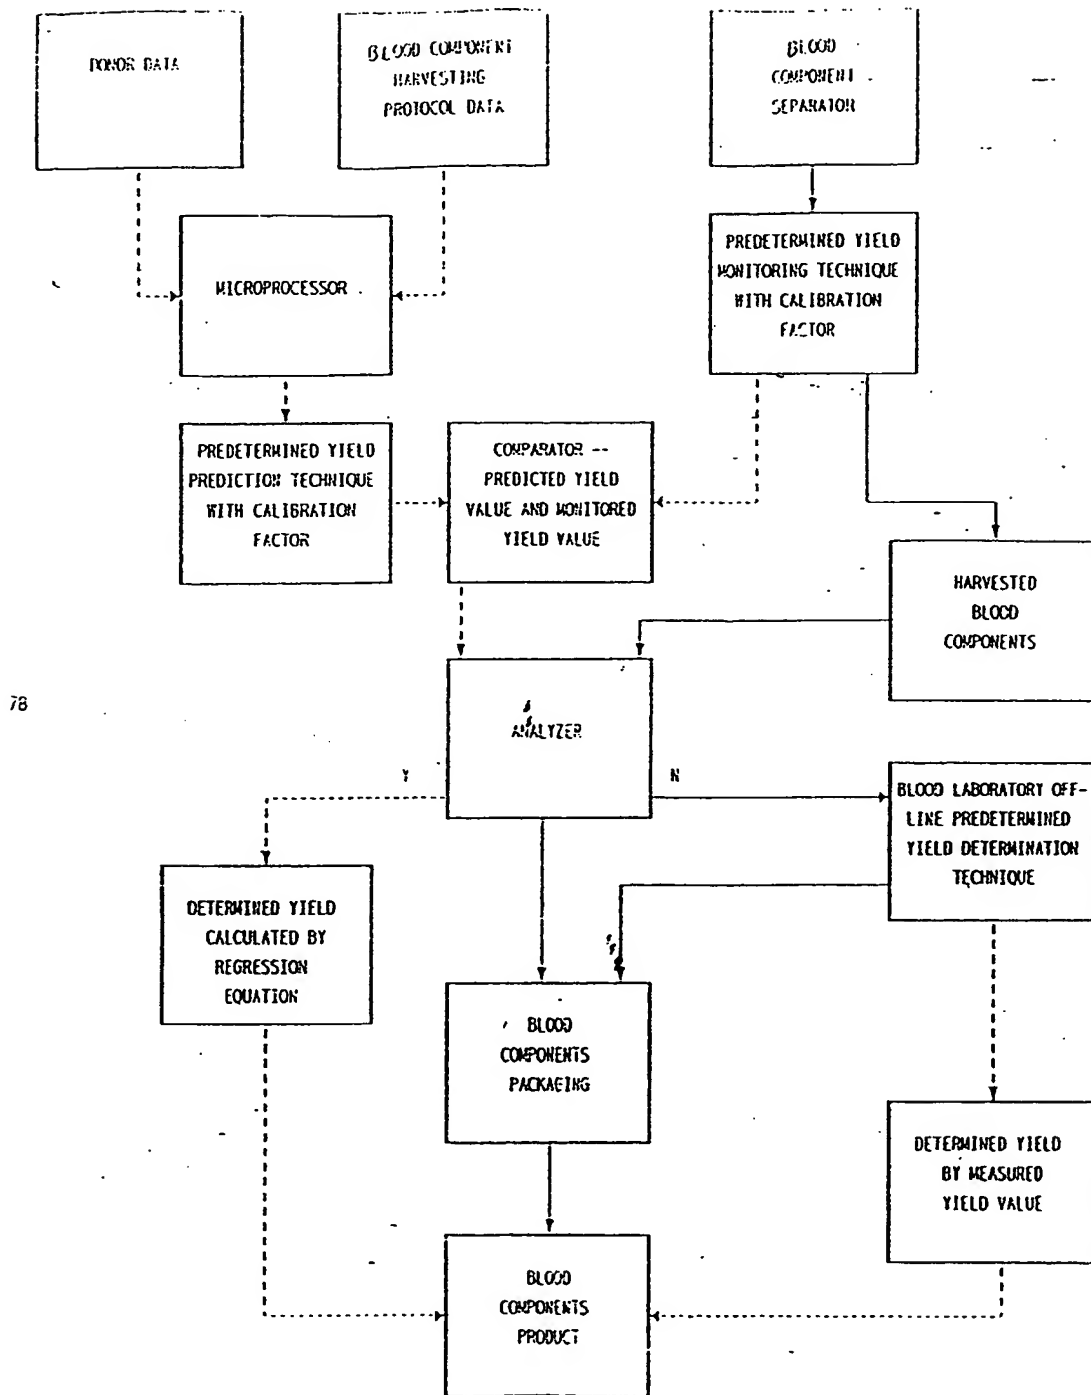 DONOR DATA
BLOOD COMPONENT
HARVESTING
PROTOCOL DATA
BLOOD
COMPONENT
SEPARATOR
MICROPROCESSOR
PREDETERMINED YIELD
MONITORING TECHNIQUE
WITH CALIBRATION
FACTOR
PREDETERMINED YIELD
PREDICTION TECHNIQUE
WITH CALIBRATION
FACTOR
COMPARATOR --
PREDICTED YIELD
VALUE AND MONITORED
YIELD VALUE
HARVESTED
BLOOD
COMPONENTS
78
ANALYZER
Y
N
BLOOD LABORATORY OFF-
LINE PREDETERMINED
YIELD DETERMINATION
TECHNIQUE
DETERMINED YIELD
CALCULATED BY
REGRESSION
EQUATION
BLOOD
COMPONENTS
PACKAGING
DETERMINED YIELD
BY MEASURED
YIELD VALUE
BLOOD
COMPONENTS
PRODUCT